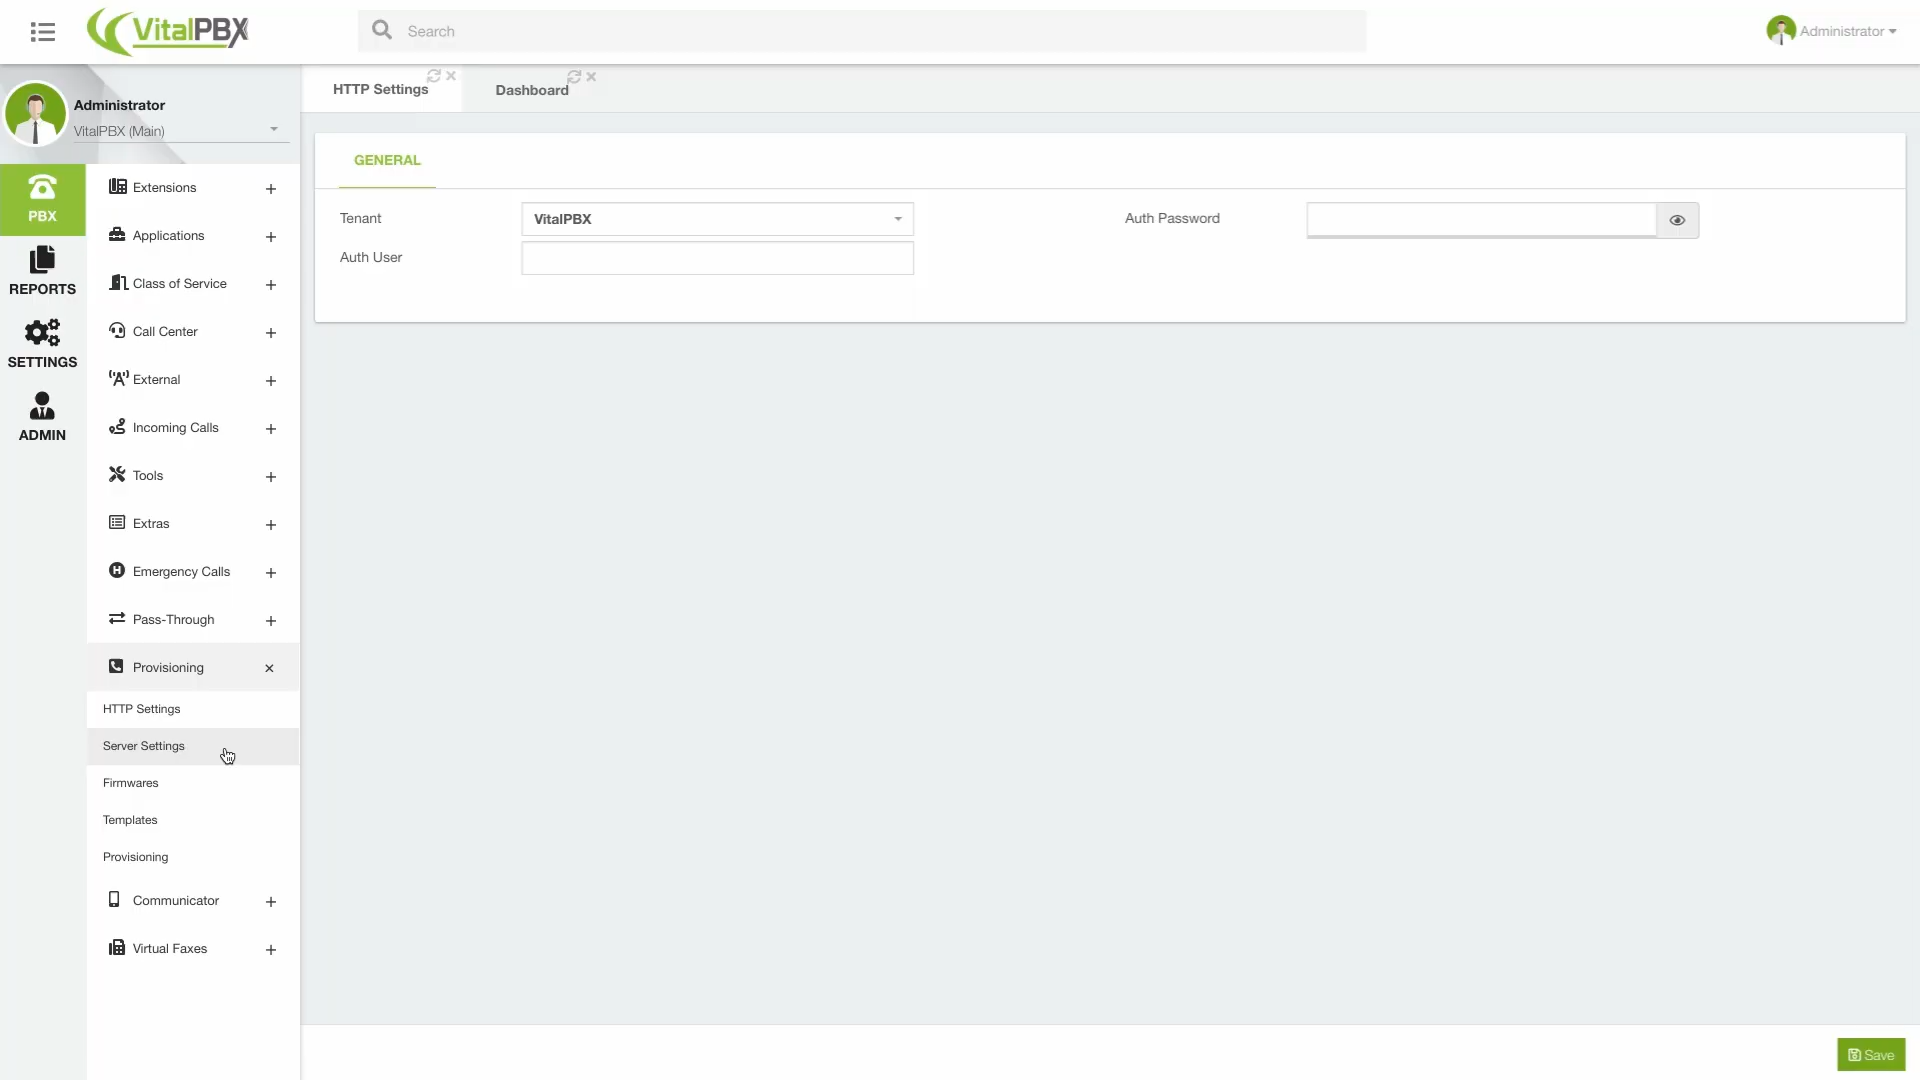 VitalPBX
Search
Administrator
Administrator
VitalPBX (Main)
HTTP Settings
Dashboard
PBX
REPORTS
SETTINGS
ADMIN
Extensions
Applications
Class of Service
Call Center
External
Incoming Calls
Tools
Extras
Emergency Calls
Pass-Through
Provisioning
HTTP Settings
Server Settings
Firmwares
Templates
Provisioning
Communicator
Virtual Faxes
GENERAL
Tenant
VitalPBX
Auth Password
Auth User
Save